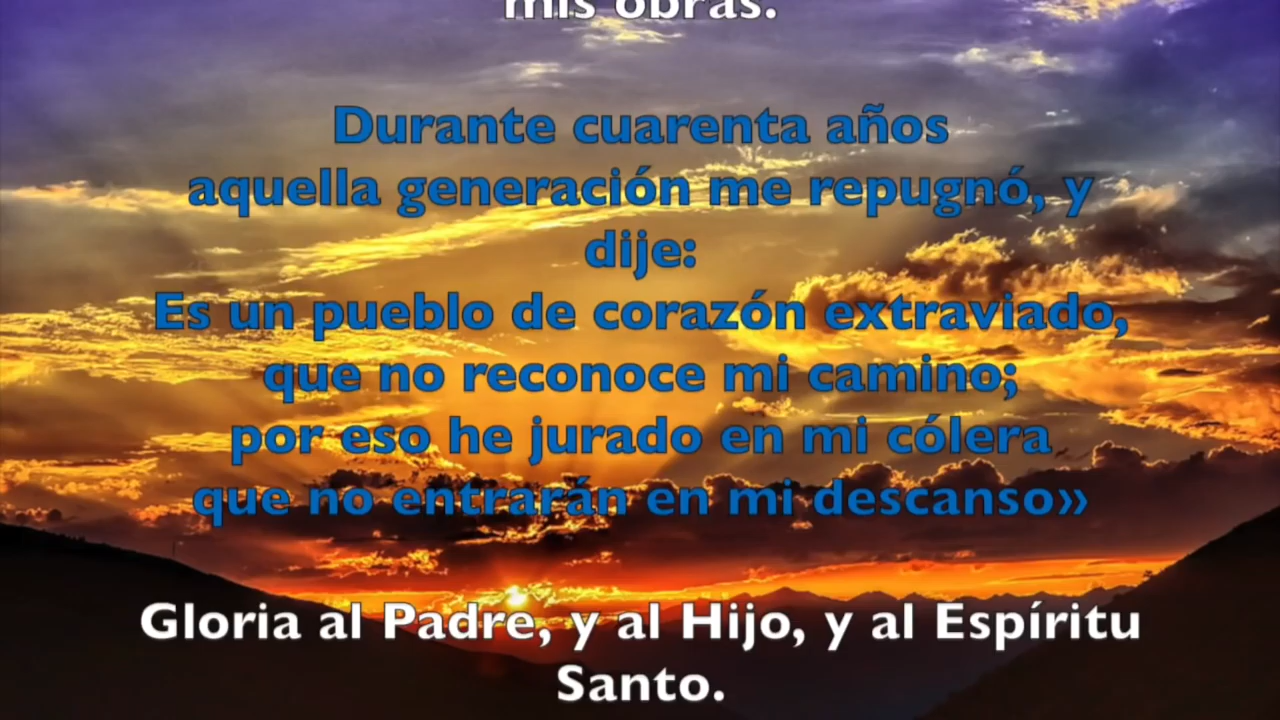 mis obras.
Durante cuarenta años
aquella generación me repugnó, y
dije:
Es un pueblo de corazón extraviado,
que no reconoce mi camino;
por eso he jurado en mi cólera
que no entrarán en mi descanso»
Gloria al Padre, y al Hijo, y al Espíritu
Santo.